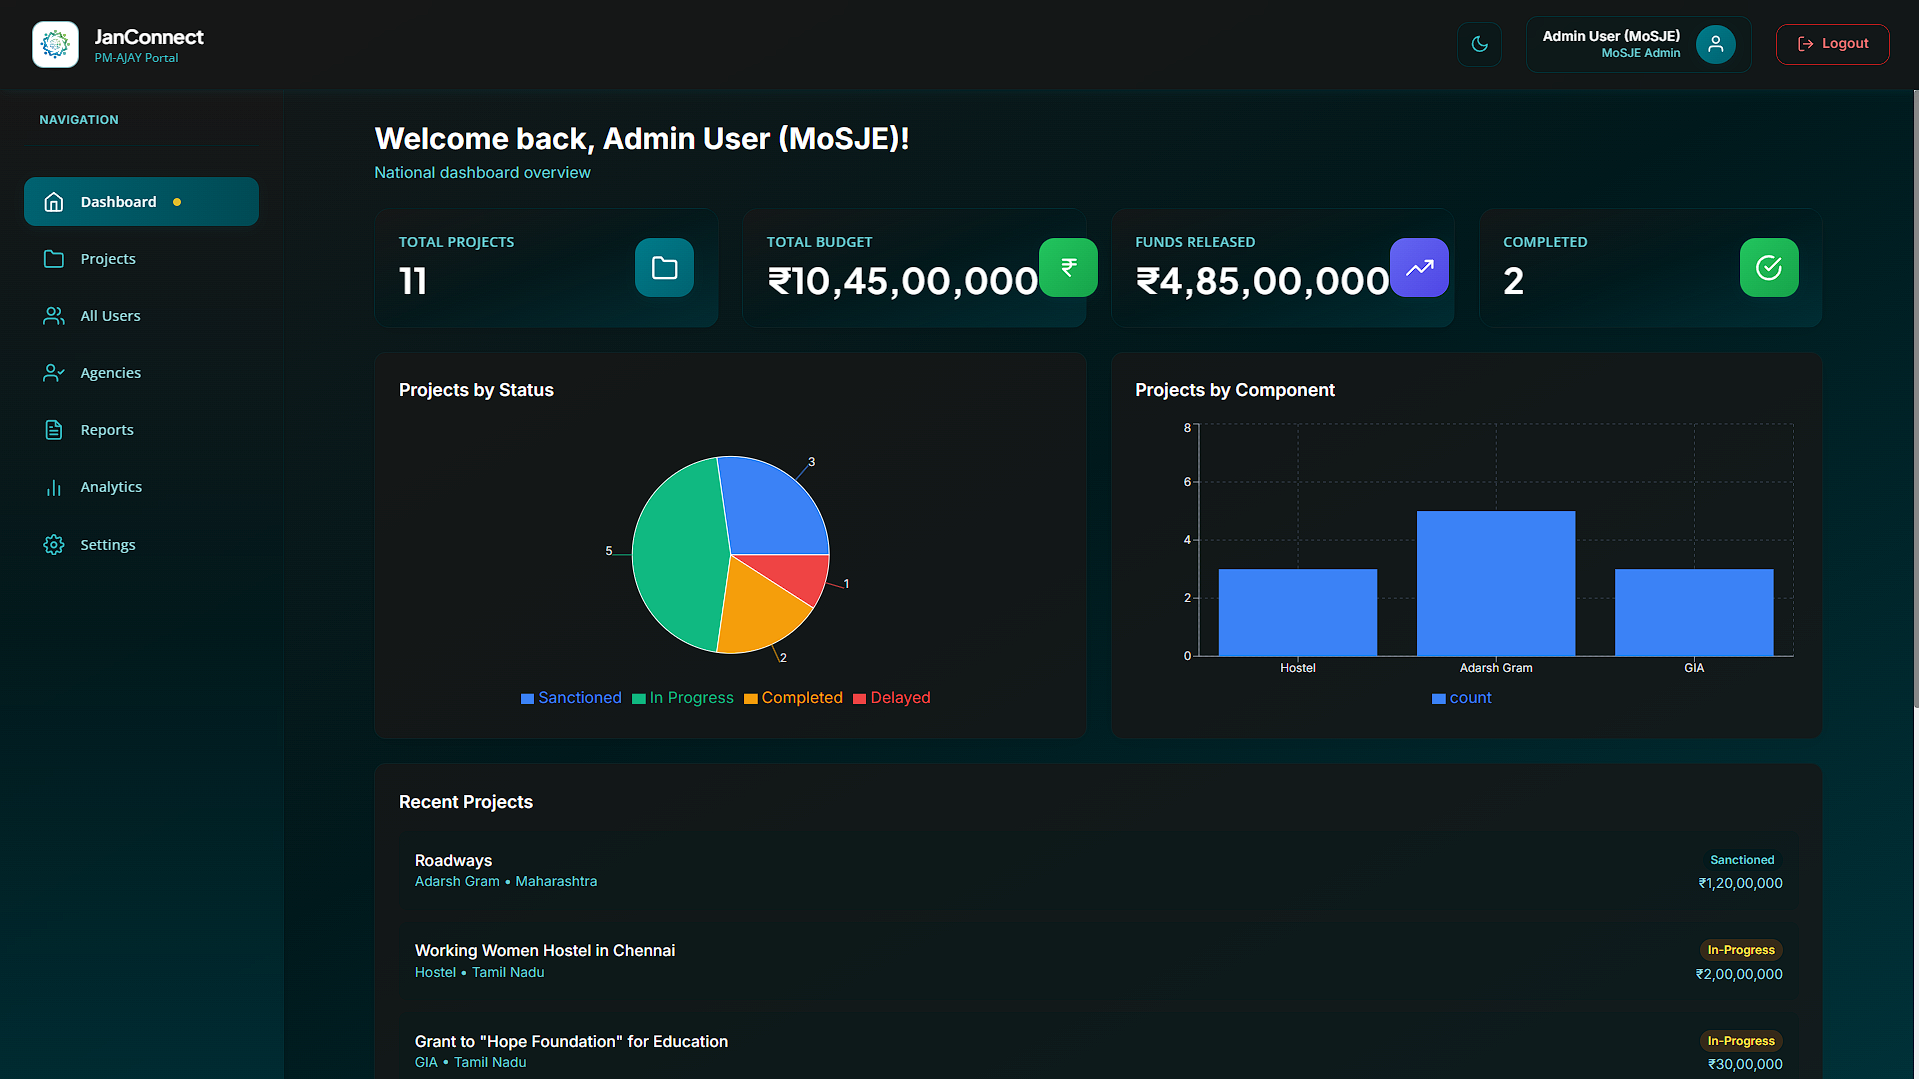 JanConnect
PM-AJAY Portal
Admin User (MoSJE)
MoSJE Admin
Logout
NAVIGATION
Dashboard
Projects
All Users
Agencies
Reports
Analytics
Settings
Welcome back, Admin User (MoSJE)!
National dashboard overview
TOTAL PROJECTS
11
TOTAL BUDGET
₹10,45,00,000
₹
FUNDS RELEASED
₹4,85,00,000
COMPLETED
2
Projects by Status
3
5
1
2
Sanctioned
In Progress
Completed
Delayed
Projects by Component
8
6
4
2
0
Hostel
Adarsh Gram
GIA
count
Recent Projects
Roadways
Adarsh Gram • Maharashtra
Sanctioned
₹1,20,00,000
Working Women Hostel in Chennai
Hostel • Tamil Nadu
In-Progress
₹2,00,00,000
Grant to "Hope Foundation" for Education
GIA • Tamil Nadu
In-Progress
₹30,00,000